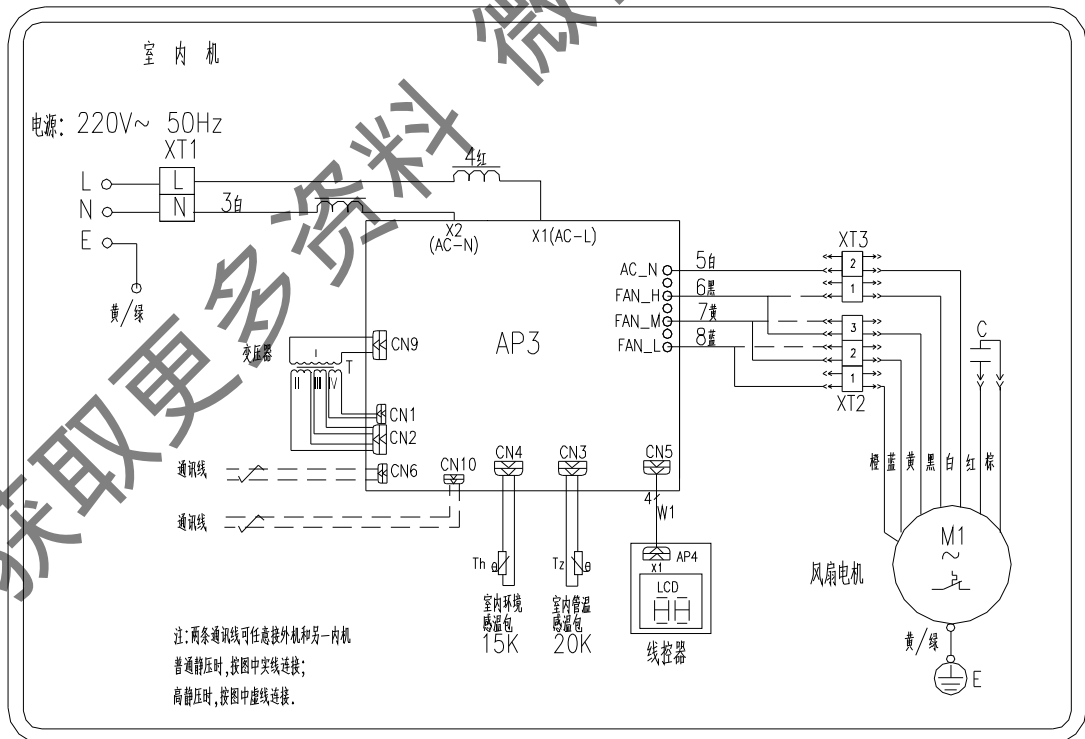 室内机
电源: 220V~ 50Hz
XT1
L
L
N
N
E
黄/绿
3白
4红
X2
(AC-N)
X1(AC-L)
AC_N
FAN_H
FAN_M
FAN_L
5白
6黑
7黄
8蓝
XT3
2
1
3
2
1
XT2
C
AP3
变压器
I
T
II
III
IV
CN9
CN1
CN2
CN6
CN10
CN4
CN3
CN5
通讯线
通讯线
4
W1
Th
θ
Tz
θ
室内环境
感温包
15K
室内管温
感温包
20K
X1
AP4
LCD
线控器
橙 蓝 黄 黑 白 红 棕
M1
~
风扇电机
黄/绿
E
注:两条通讯线可任意接外机和另一内机
普通静压时,按图中实线连接;
高静压时,按图中虚线连接.
获取更多资料 微